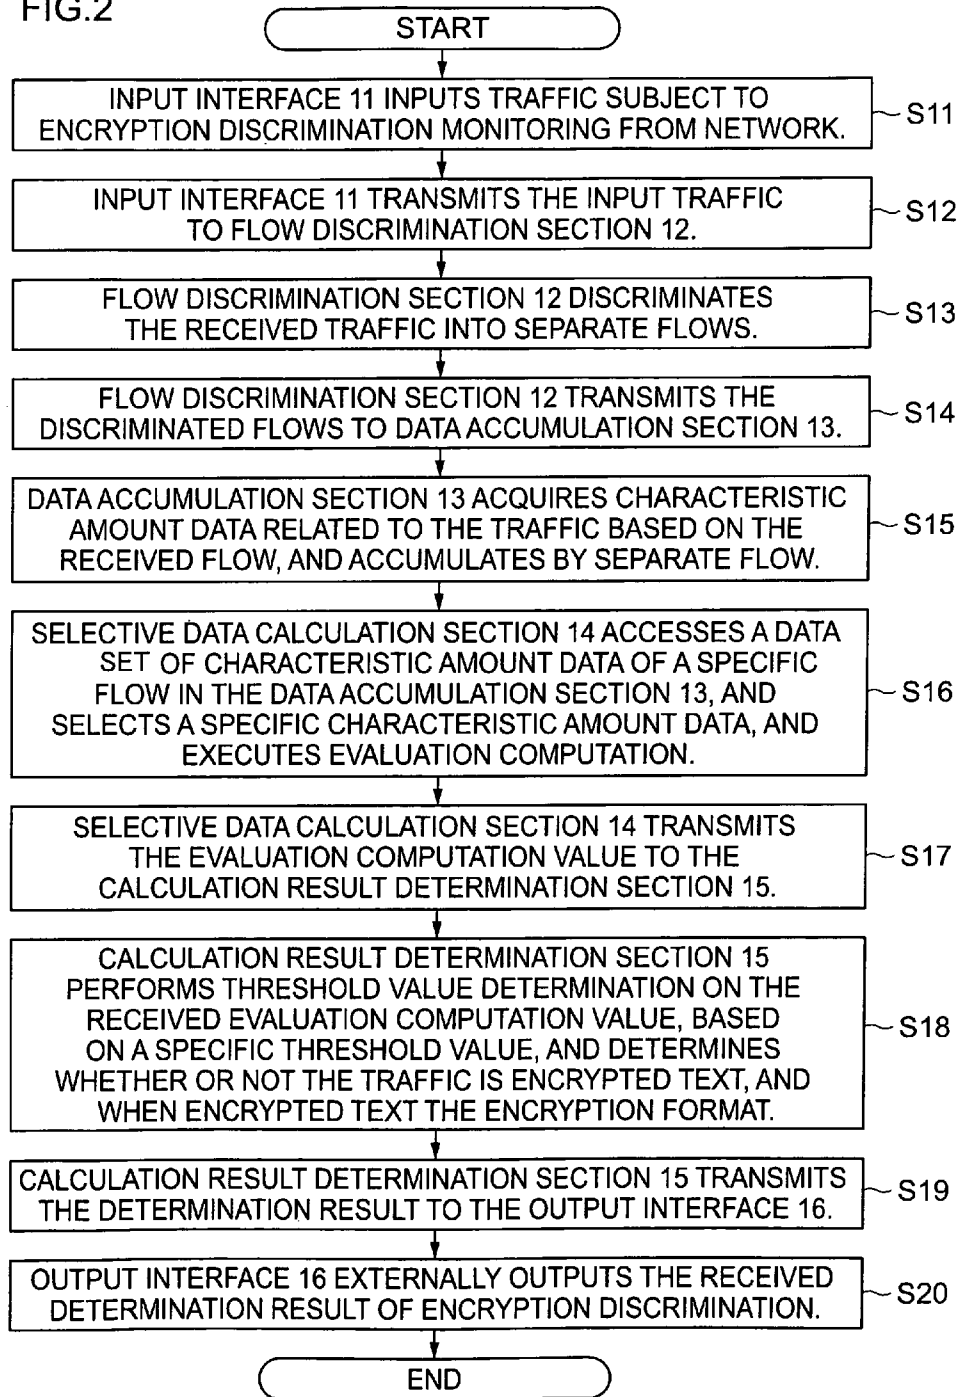 FIG.2
START
INPUT INTERFACE 11 INPUTS TRAFFIC SUBJECT TO
ENCRYPTION DISCRIMINATION MONITORING FROM NETWORK.
S11
INPUT INTERFACE 11 TRANSMITS THE INPUT TRAFFIC
TO FLOW DISCRIMINATION SECTION 12.
S12
FLOW DISCRIMINATION SECTION 12 DISCRIMINATES
THE RECEIVED TRAFFIC INTO SEPARATE FLOWS.
S13
FLOW DISCRIMINATION SECTION 12 TRANSMITS THE
DISCRIMINATED FLOWS TO DATA ACCUMULATION SECTION 13.
S14
DATA ACCUMULATION SECTION 13 ACQUIRES CHARACTERISTIC
AMOUNT DATA RELATED TO THE TRAFFIC BASED ON THE
RECEIVED FLOW, AND ACCUMULATES BY SEPARATE FLOW.
S15
SELECTIVE DATA CALCULATION SECTION 14 ACCESSES A DATA
SET OF CHARACTERISTIC AMOUNT DATA OF A SPECIFIC
FLOW IN THE DATA ACCUMULATION SECTION 13, AND
SELECTS A SPECIFIC CHARACTERISTIC AMOUNT DATA, AND
EXECUTES EVALUATION COMPUTATION.
S16
SELECTIVE DATA CALCULATION SECTION 14 TRANSMITS
THE EVALUATION COMPUTATION VALUE TO THE
CALCULATION RESULT DETERMINATION SECTION 15.
S17
CALCULATION RESULT DETERMINATION SECTION 15
PERFORMS THRESHOLD VALUE DETERMINATION ON THE
RECEIVED EVALUATION COMPUTATION VALUE, BASED
ON A SPECIFIC THRESHOLD VALUE, AND DETERMINES
WHETHER OR NOT THE TRAFFIC IS ENCRYPTED TEXT, AND
WHEN ENCRYPTED TEXT THE ENCRYPTION FORMAT.
S18
CALCULATION RESULT DETERMINATION SECTION 15 TRANSMITS
THE DETERMINATION RESULT TO THE OUTPUT INTERFACE 16.
S19
OUTPUT INTERFACE 16 EXTERNALLY OUTPUTS THE RECEIVED
DETERMINATION RESULT OF ENCRYPTION DISCRIMINATION.
S20
END